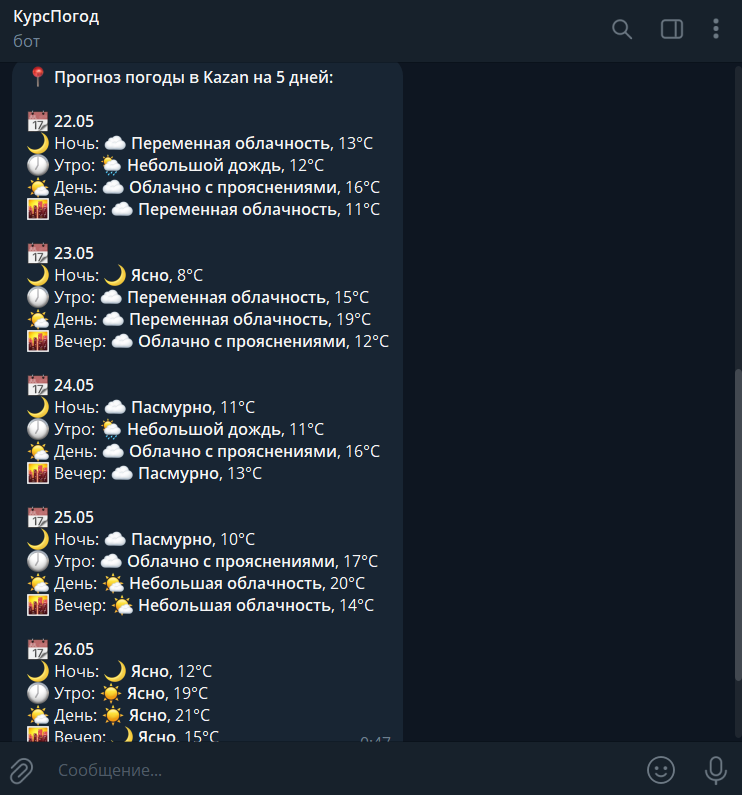 КурсПогод
бот
Прогноз погоды в Kazan на 5 дней:
22.05
Ночь: Переменная облачность, 13°C
Утро: Небольшой дождь, 12°C
День: Облачно с прояснениями, 16°C
Вечер: Переменная облачность, 11°C
23.05
Ночь: Ясно, 8°C
Утро: Переменная облачность, 15°C
День: Переменная облачность, 19°C
Вечер: Облачно с прояснениями, 12°C
24.05
Ночь: Пасмурно, 11°C
Утро: Небольшой дождь, 11°C
День: Облачно с прояснениями, 16°C
Вечер: Пасмурно, 13°C
25.05
Ночь: Пасмурно, 10°C
Утро: Облачно с прояснениями, 17°C
День: Небольшая облачность, 20°C
Вечер: Небольшая облачность, 14°C
26.05
Ночь: Ясно, 12°C
Утро: Ясно, 19°C
День: Ясно, 21°C
Вечер: Ясно, 15°C
Сообщение...